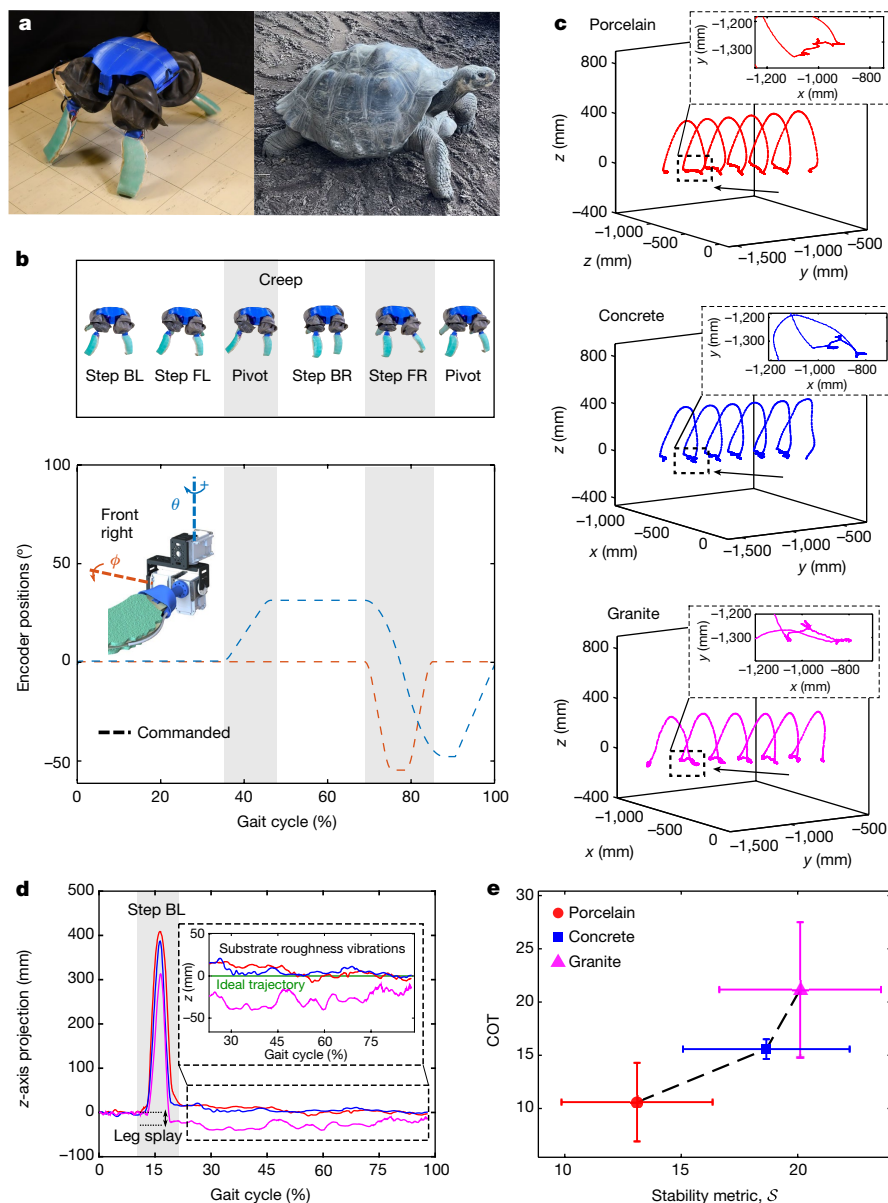 a
b
Creep
Step BL Step FL Pivot Step BR Step FR Pivot
100
50
0
−50
Encoder positions (°)
θ
+
Front
right
ϕ
Commanded
0 20 40 60 80 100
Gait cycle (%)
c
Porcelain
−1,200
−1,300
y (mm)
−1,200 −1,000 −800
x (mm)
800
400
0
−400
z (mm)
−1,000
−500
0
z (mm)
−1,500
−1,000
−500
y (mm)
Concrete
−1,200
−1,300
y (mm)
−1,200 −1,000 −800
x (mm)
800
400
0
−400
z (mm)
−1,000
−500
0
x (mm)
−1,500
−1,000
−500
y (mm)
Granite
−1,200
−1,300
y (mm)
−1,200 −1,000 −800
x (mm)
800
400
0
−400
z (mm)
−1,000
−500
0
x (mm)
−1,500
−1,000
−500
y (mm)
d
500
400
300
200
100
0
−100
z-axis projection (mm)
Step BL
Substrate roughness vibrations
Ideal trajectory
50
0
−50
z (mm)
30 45 60 75
Gait cycle (%)
Leg splay
0 15 30 45 60 75 100
Gait cycle (%)
e
Porcelain
Concrete
Granite
30
25
20
15
10
COT
10 15 20
Stability metric, S